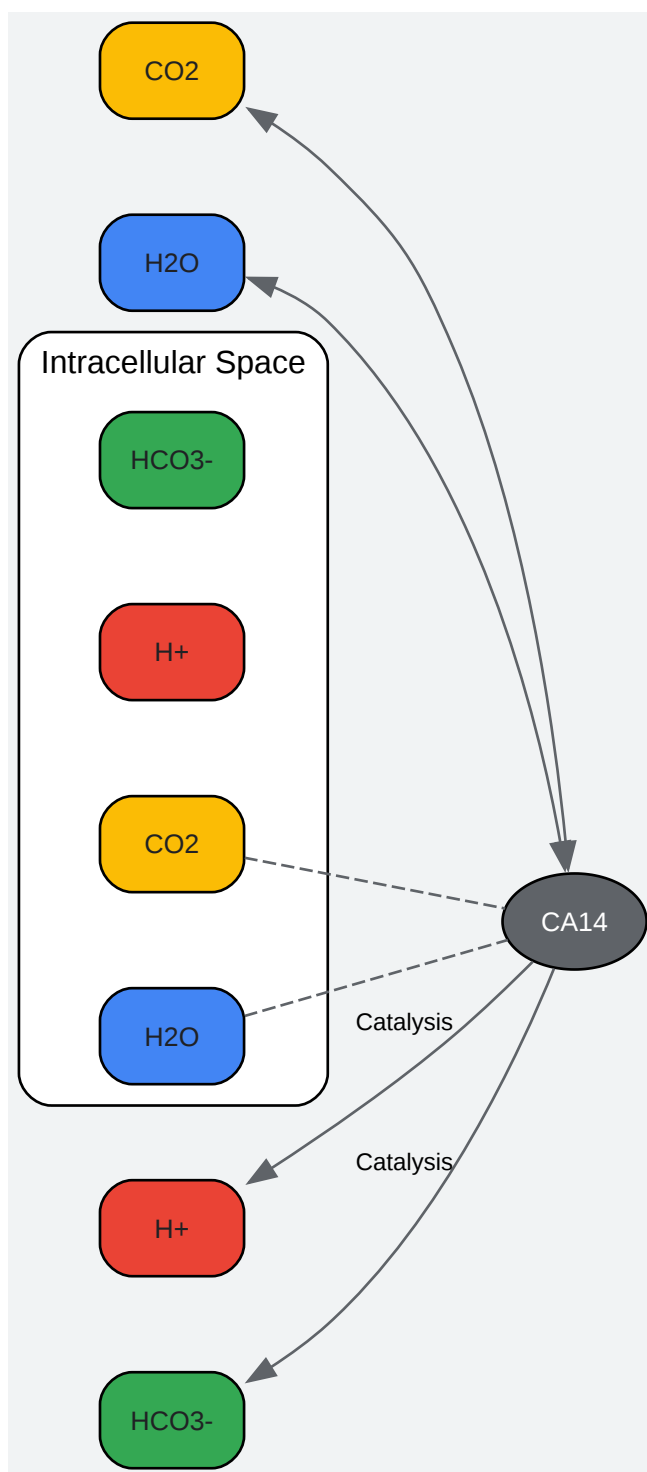 CO2
H2O
Intracellular Space
HCO3-
H+
CO2
CA14
H2O
Catalysis
Catalysis
H+
HCO3-